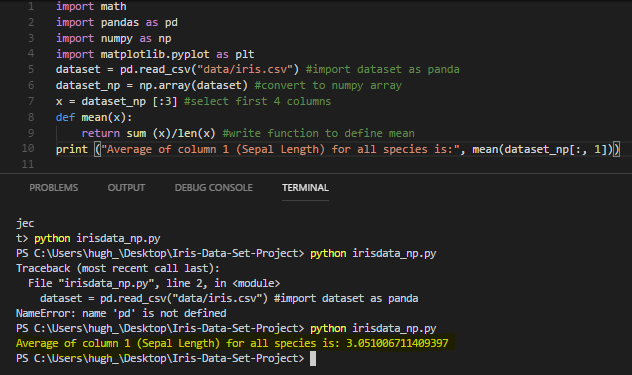 1 import math
2 import pandas as pd
3 import numpy as np
4 import matplotlib.pyplot as plt
5 dataset = pd.read_csv("data/iris.csv") #import dataset as panda
6 dataset_np = np.array(dataset) #convert to numpy array
7 x = dataset_np [:3] #select first 4 columns
8 def mean(x):
9     return sum (x)/len(x) #write function to define mean
10 print ("Average of column 1 (Sepal Length) for all species is:", mean(dataset_np[:, 1]))
11
PROBLEMS OUTPUT DEBUG CONSOLE TERMINAL
jec
t> python irisdata_np.py
PS C:\Users\hugh_\Desktop\Iris-Data-Set-Project> python irisdata_np.py
Traceback (most recent call last):
  File "irisdata_np.py", line 2, in <module>
    dataset = pd.read_csv("data/iris.csv") #import dataset as panda
NameError: name 'pd' is not defined
PS C:\Users\hugh_\Desktop\Iris-Data-Set-Project> python irisdata_np.py
Average of column 1 (Sepal Length) for all species is: 3.051006711409397
PS C:\Users\hugh_\Desktop\Iris-Data-Set-Project>